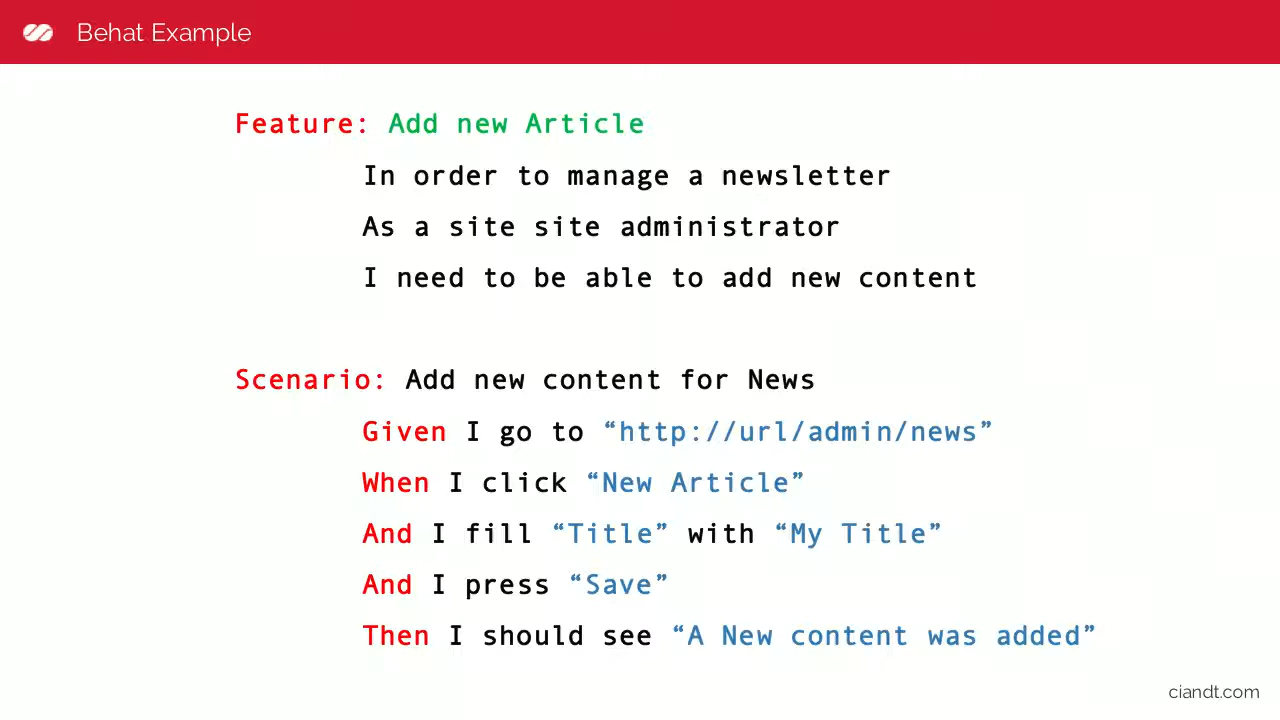 Behat Example
Feature: Add new Article
In order to manage a newsletter
As a site site administrator
I need to be able to add new content
Scenario: Add new content for News
Given I go to “http://url/admin/news”
When I click “New Article”
And I fill “Title” with “My Title”
And I press “Save”
Then I should see “A New content was added”
ciandt.com